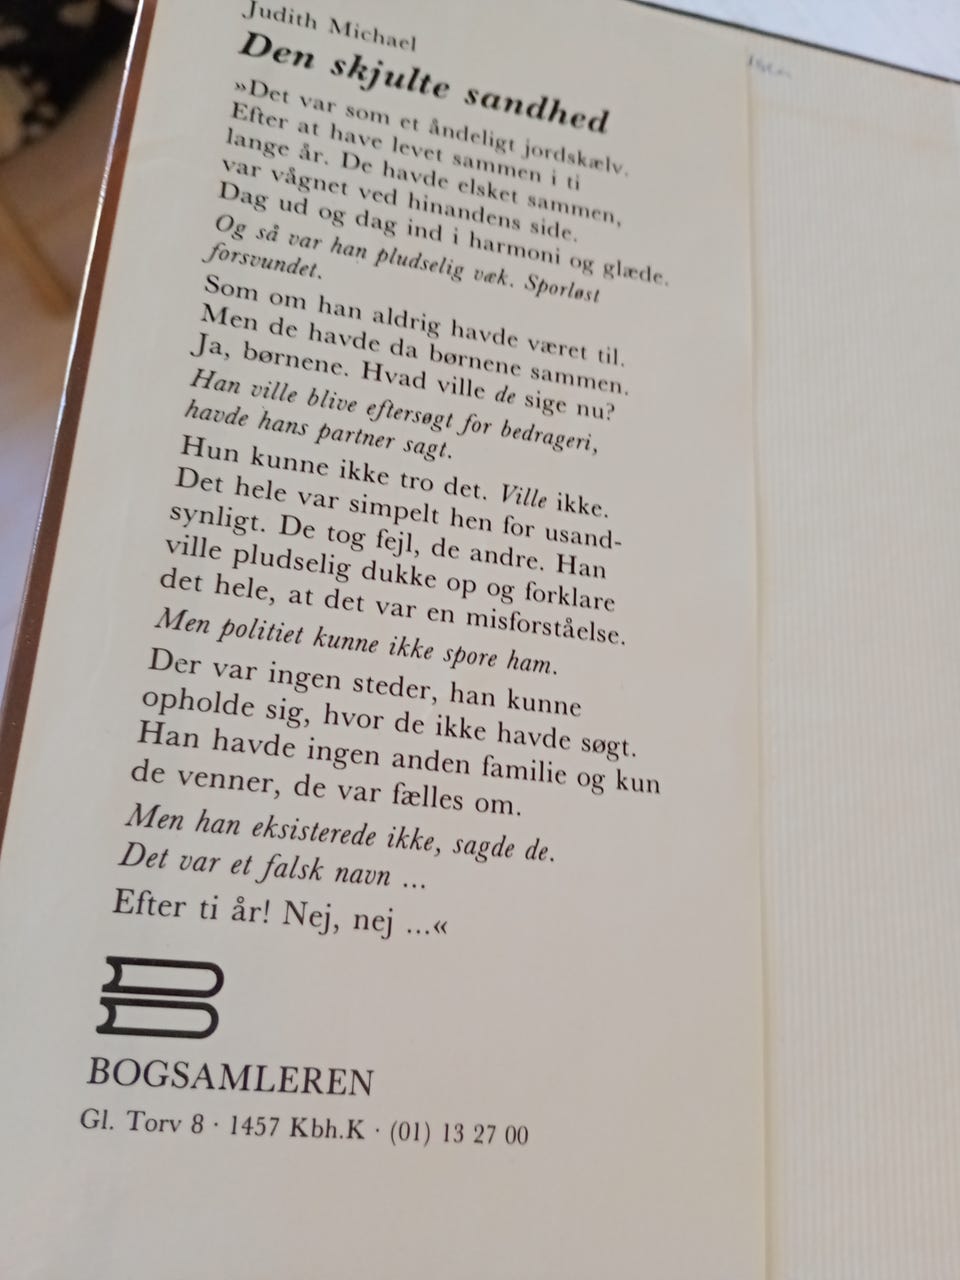 Judith Michael
Den skjulte sandhed
»Det var som et åndeligt jordskælv.
Efter at have levet sammen i ti
lange år. De havde elsket sammen,
var vågnet ved hinandens side.
Dag ud og dag ind i harmoni og glæde.
Og så var han pludselig væk. Sporløst
forsvundet.
Som om han aldrig havde været til.
Men de havde da børnene sammen.
Ja, børnene. Hvad ville de sige nu?
Han ville blive eftersøgt for bedrageri,
havde hans partner sagt.
Hun kunne ikke tro det. Ville ikke.
Det hele var simpelt hen for usand-
synligt. De tog fejl, de andre. Han
ville pludselig dukke op og forklare
det hele, at det var en misforståelse.
Men politiet kunne ikke spore ham.
Der var ingen steder, han kunne
opholde sig, hvor de ikke havde søgt.
Han havde ingen anden familie og kun
de venner, de var fælles om.
Men han eksisterede ikke, sagde de.
Det var et falsk navn ...
Efter ti år! Nej, nej ...«
BOGSAMLEREN
Gl. Torv 8 · 1457 Kbh.K · (01) 13 27 00